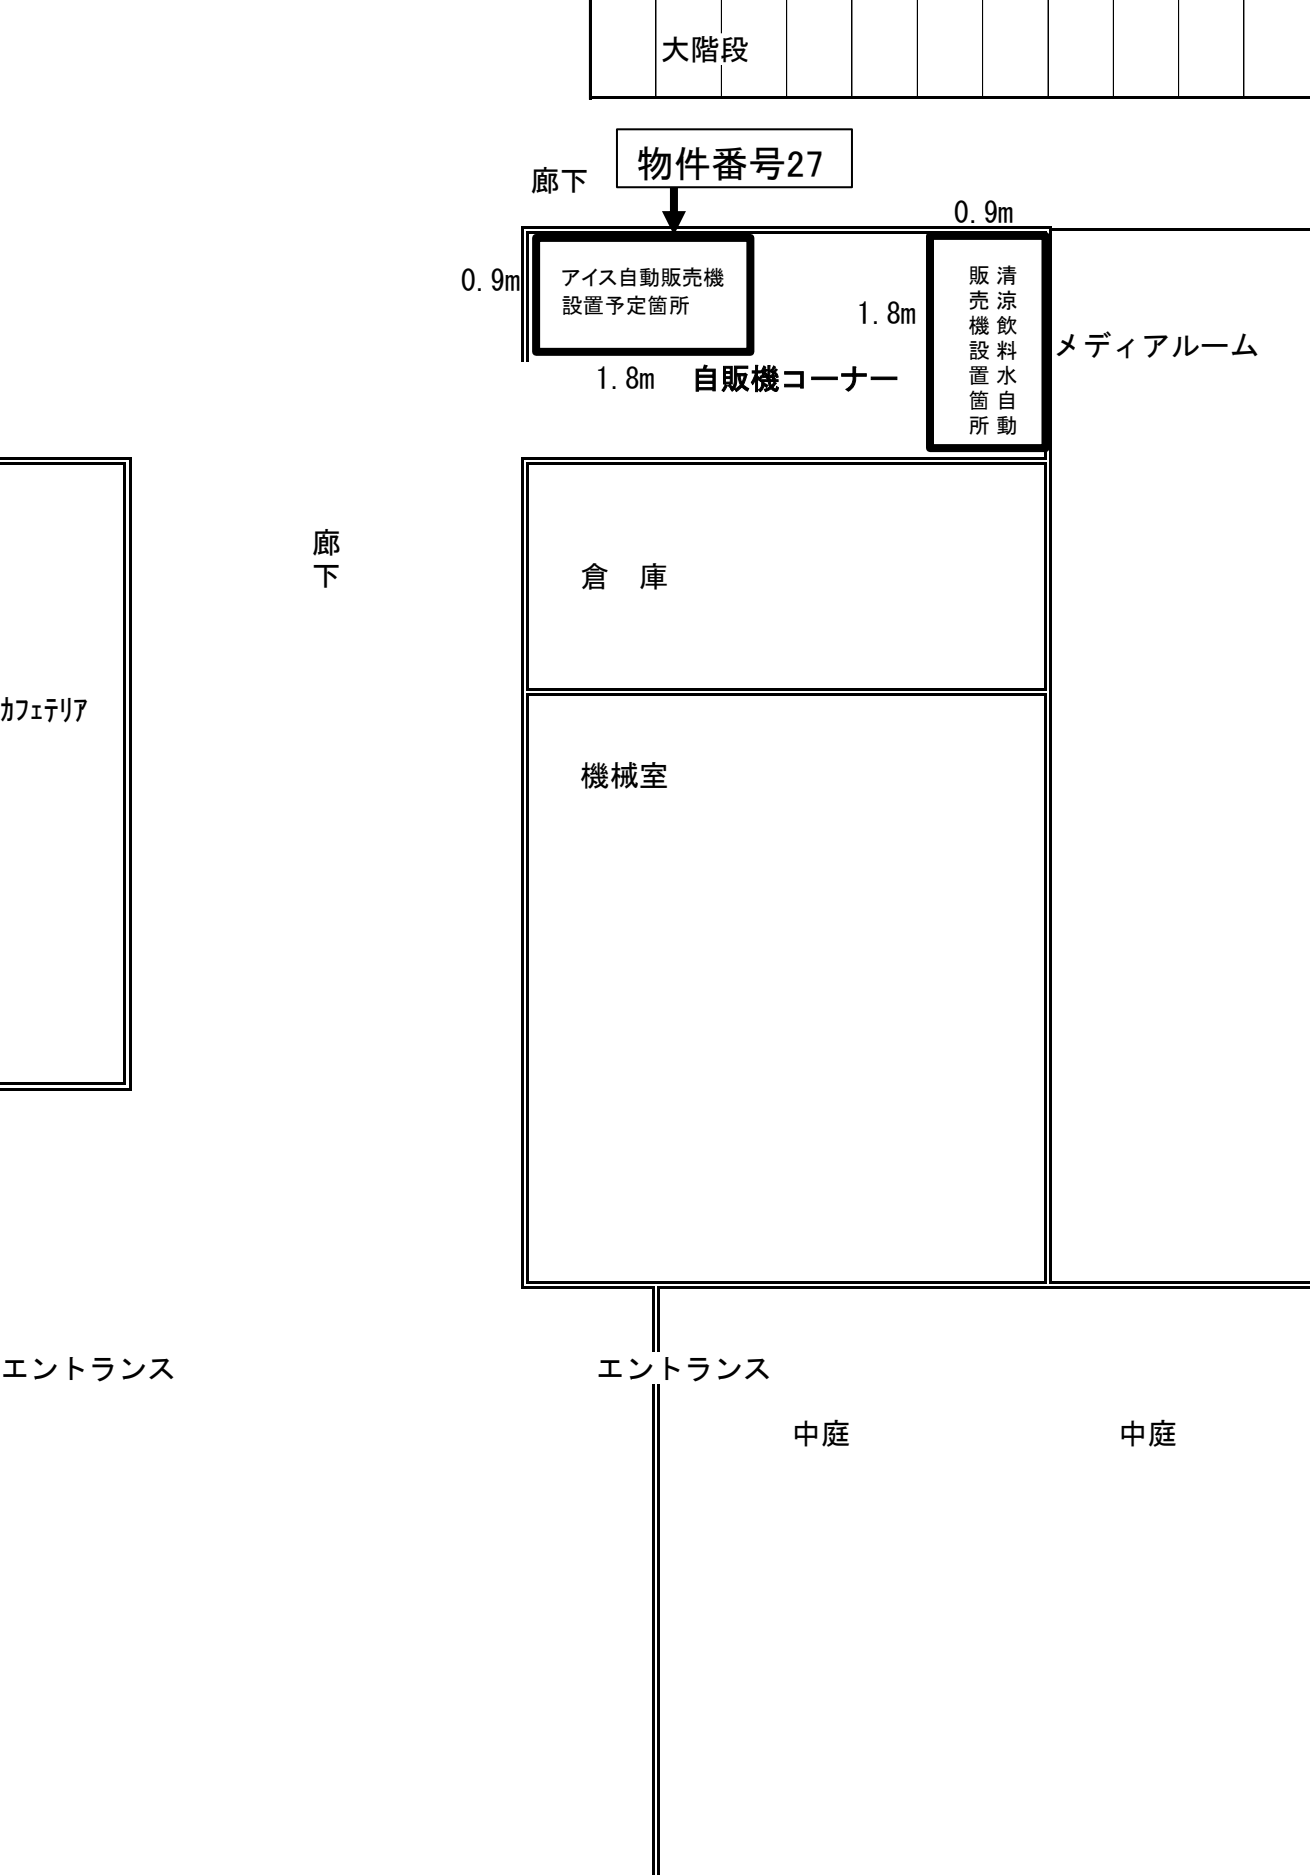 大階段
物件番号27
廊下
0.9m
0.9m
アイス自動販売機
設置予定箇所
1.8m
清涼飲料水自動
販売機設置箇所
メディアルーム
1.8m
自販機コーナー
廊下
倉　庫
ｶﾌｪﾃﾘｱ
機械室
エントランス
エントランス
中庭
中庭